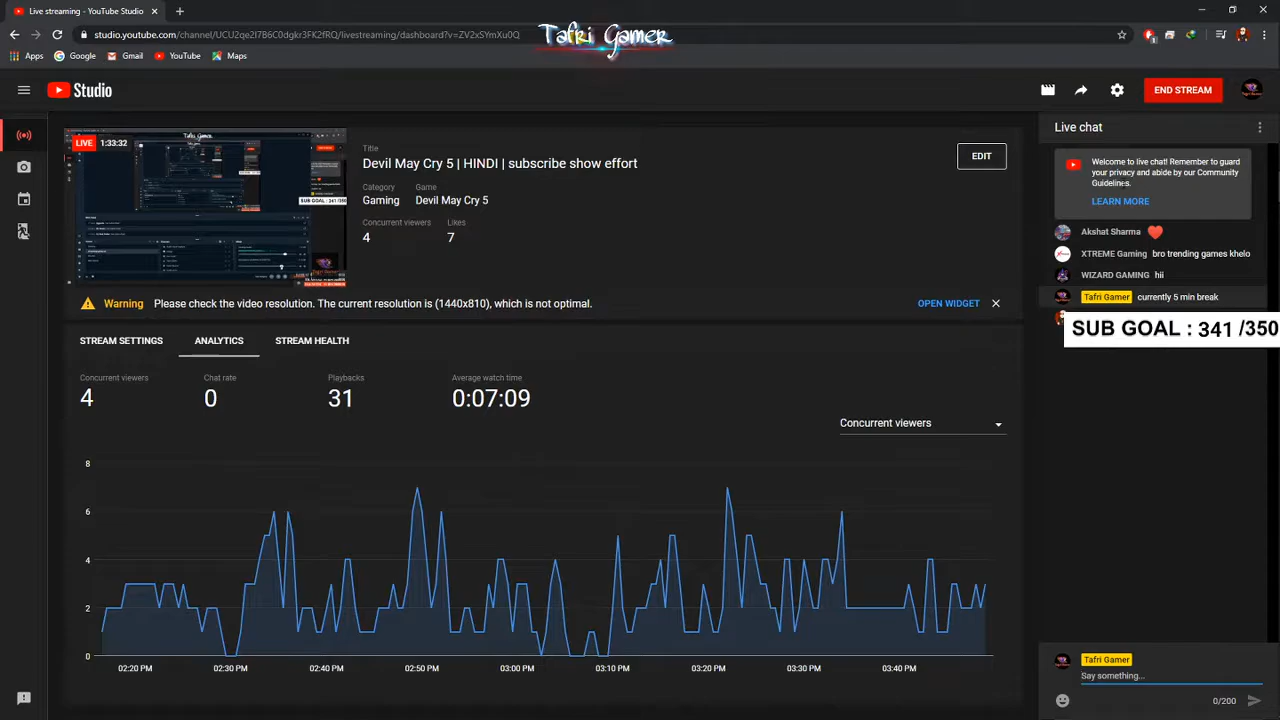 Live streaming - YouTube Studio
studio.youtube.com/channel/UCU2qe2I7B6C0dgkr3FK2fRQ/livestreaming/dashboard?v=ZV2xSYmXu0Q
Tafri Gamer
Apps
Google
Gmail
YouTube
Maps
Studio
END STREAM
LIVE 1:33:32
Title
Devil May Cry 5 | HINDI | subscribe show effort
EDIT
Category
Game
Gaming
Devil May Cry 5
Concurrent viewers
Likes
4
7
Warning Please check the video resolution. The current resolution is (1440x810), which is not optimal.
OPEN WIDGET
STREAM SETTINGS
ANALYTICS
STREAM HEALTH
Concurrent viewers
Chat rate
Playbacks
Average watch time
4
0
31
0:07:09
Concurrent viewers
8
6
4
2
0
02:20 PM
02:30 PM
02:40 PM
02:50 PM
03:00 PM
03:10 PM
03:20 PM
03:30 PM
03:40 PM
Live chat
Welcome to live chat! Remember to guard
your privacy and abide by our Community
Guidelines.
LEARN MORE
Akshat Sharma
XTREME Gaming bro trending games khelo
WIZARD GAMING hii
Tafri Gamer currently 5 min break
SUB GOAL : 341 /350
Tafri Gamer
Say something...
0/200